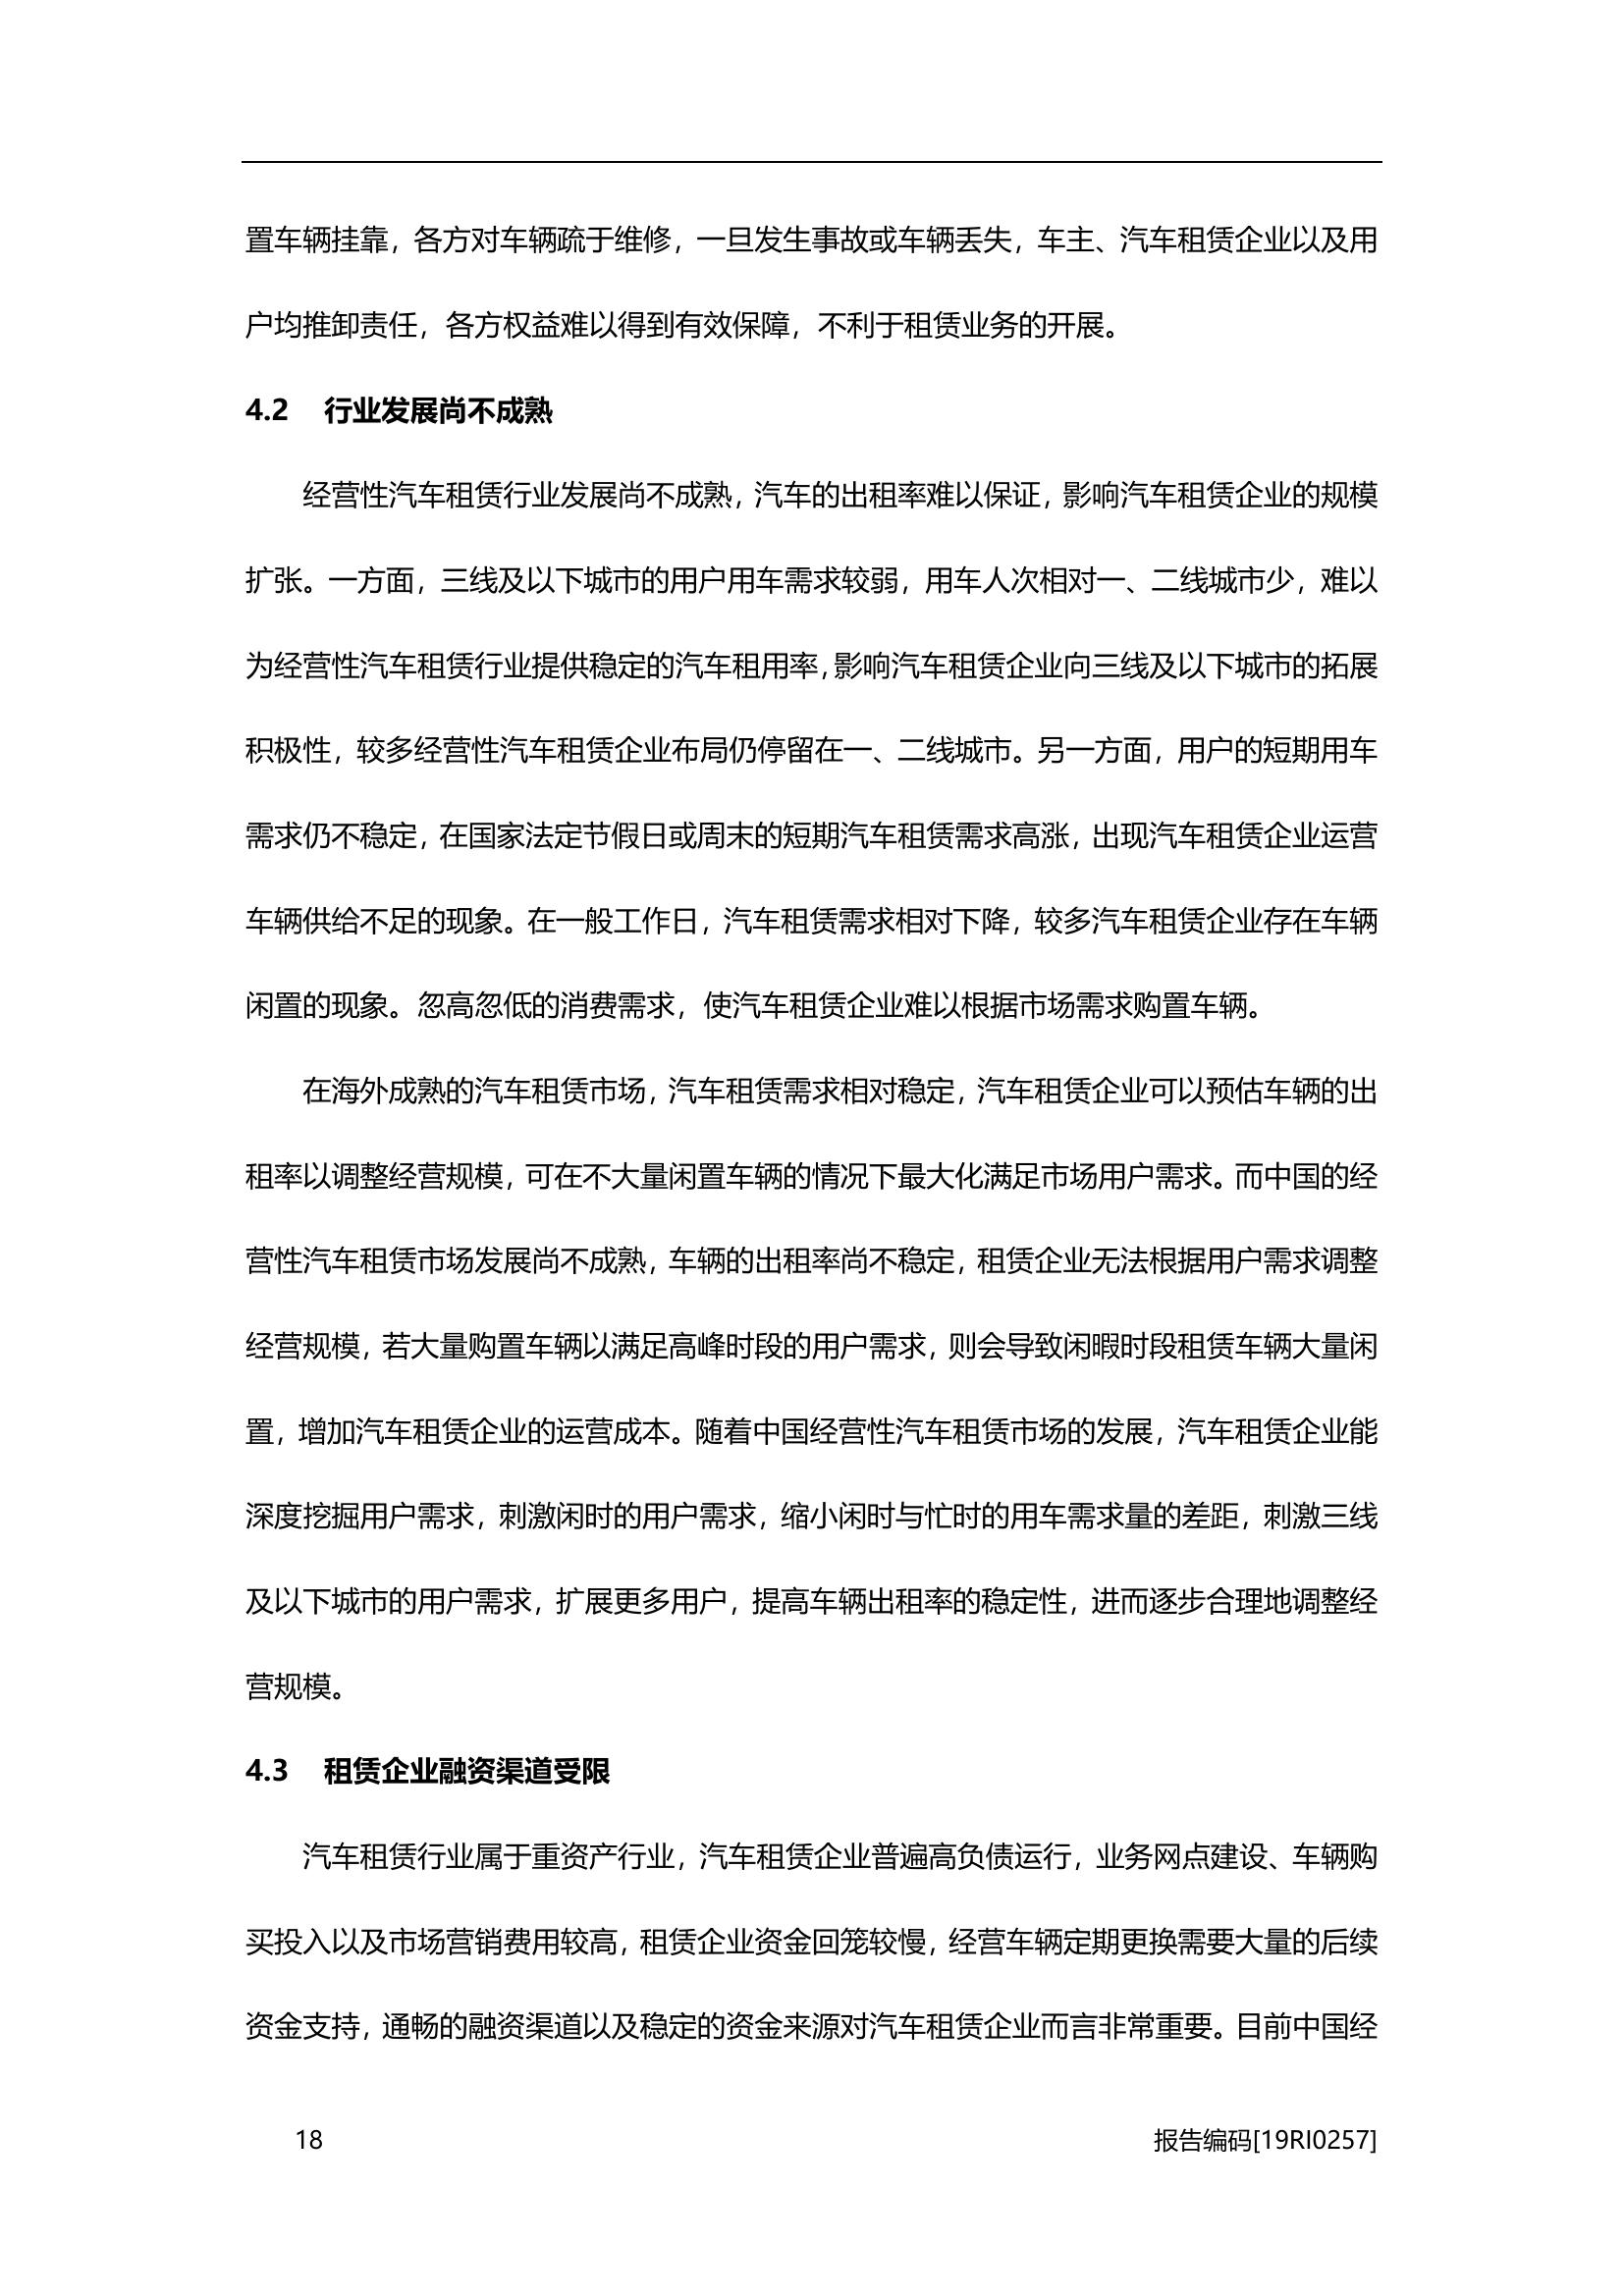 置车辆挂靠，各方对车辆疏于维修，一旦发生事故或车辆丢失，车主、汽车租赁企业以及用
户均推卸责任，各方权益难以得到有效保障，不利于租赁业务的开展。
4.2 行业发展尚不成熟
经营性汽车租赁行业发展尚不成熟，汽车的出租率难以保证，影响汽车租赁企业的规模
扩张。一方面，三线及以下城市的用户用车需求较弱，用车人次相对一、二线城市少，难以
为经营性汽车租赁行业提供稳定的汽车租用率，影响汽车租赁企业向三线及以下城市的拓展
积极性，较多经营性汽车租赁企业布局仍停留在一、二线城市。另一方面，用户的短期用车
需求仍不稳定，在国家法定节假日或周末的短期汽车租赁需求高涨，出现汽车租赁企业运营
车辆供给不足的现象。在一般工作日，汽车租赁需求相对下降，较多汽车租赁企业存在车辆
闲置的现象。忽高忽低的消费需求，使汽车租赁企业难以根据市场需求购置车辆。
在海外成熟的汽车租赁市场，汽车租赁需求相对稳定，汽车租赁企业可以预估车辆的出
租率以调整经营规模，可在不大量闲置车辆的情况下最大化满足市场用户需求。而中国的经
营性汽车租赁市场发展尚不成熟，车辆的出租率尚不稳定，租赁企业无法根据用户需求调整
经营规模，若大量购置车辆以满足高峰时段的用户需求，则会导致闲暇时段租赁车辆大量闲
置，增加汽车租赁企业的运营成本。随着中国经营性汽车租赁市场的发展，汽车租赁企业能
深度挖掘用户需求，刺激闲时的用户需求，缩小闲时与忙时的用车需求量的差距，刺激三线
及以下城市的用户需求，扩展更多用户，提高车辆出租率的稳定性，进而逐步合理地调整经
营规模。
4.3 租赁企业融资渠道受限
汽车租赁行业属于重资产行业，汽车租赁企业普遍高负债运行，业务网点建设、车辆购
买投入以及市场营销费用较高，租赁企业资金回笼较慢，经营车辆定期更换需要大量的后续
资金支持，通畅的融资渠道以及稳定的资金来源对汽车租赁企业而言非常重要。目前中国经
18 报告编码[19RI0257]